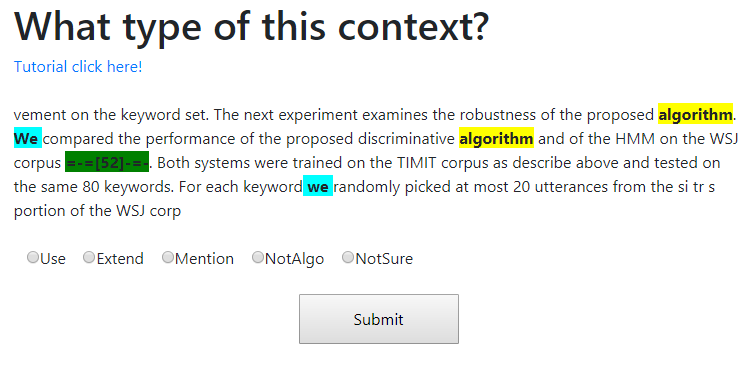 What type of this context?
Tutorial click here!
vement on the keyword set. The next experiment examines the robustness of the proposed algorithm.
We compared the performance of the proposed discriminative algorithm and of the HMM on the WSJ
corpus =-=[52]-=-. Both systems were trained on the TIMIT corpus as describe above and tested on
the same 80 keywords. For each keyword we randomly picked at most 20 utterances from the si tr s
portion of the WSJ corp
Use Extend Mention NotAlgo NotSure
Submit